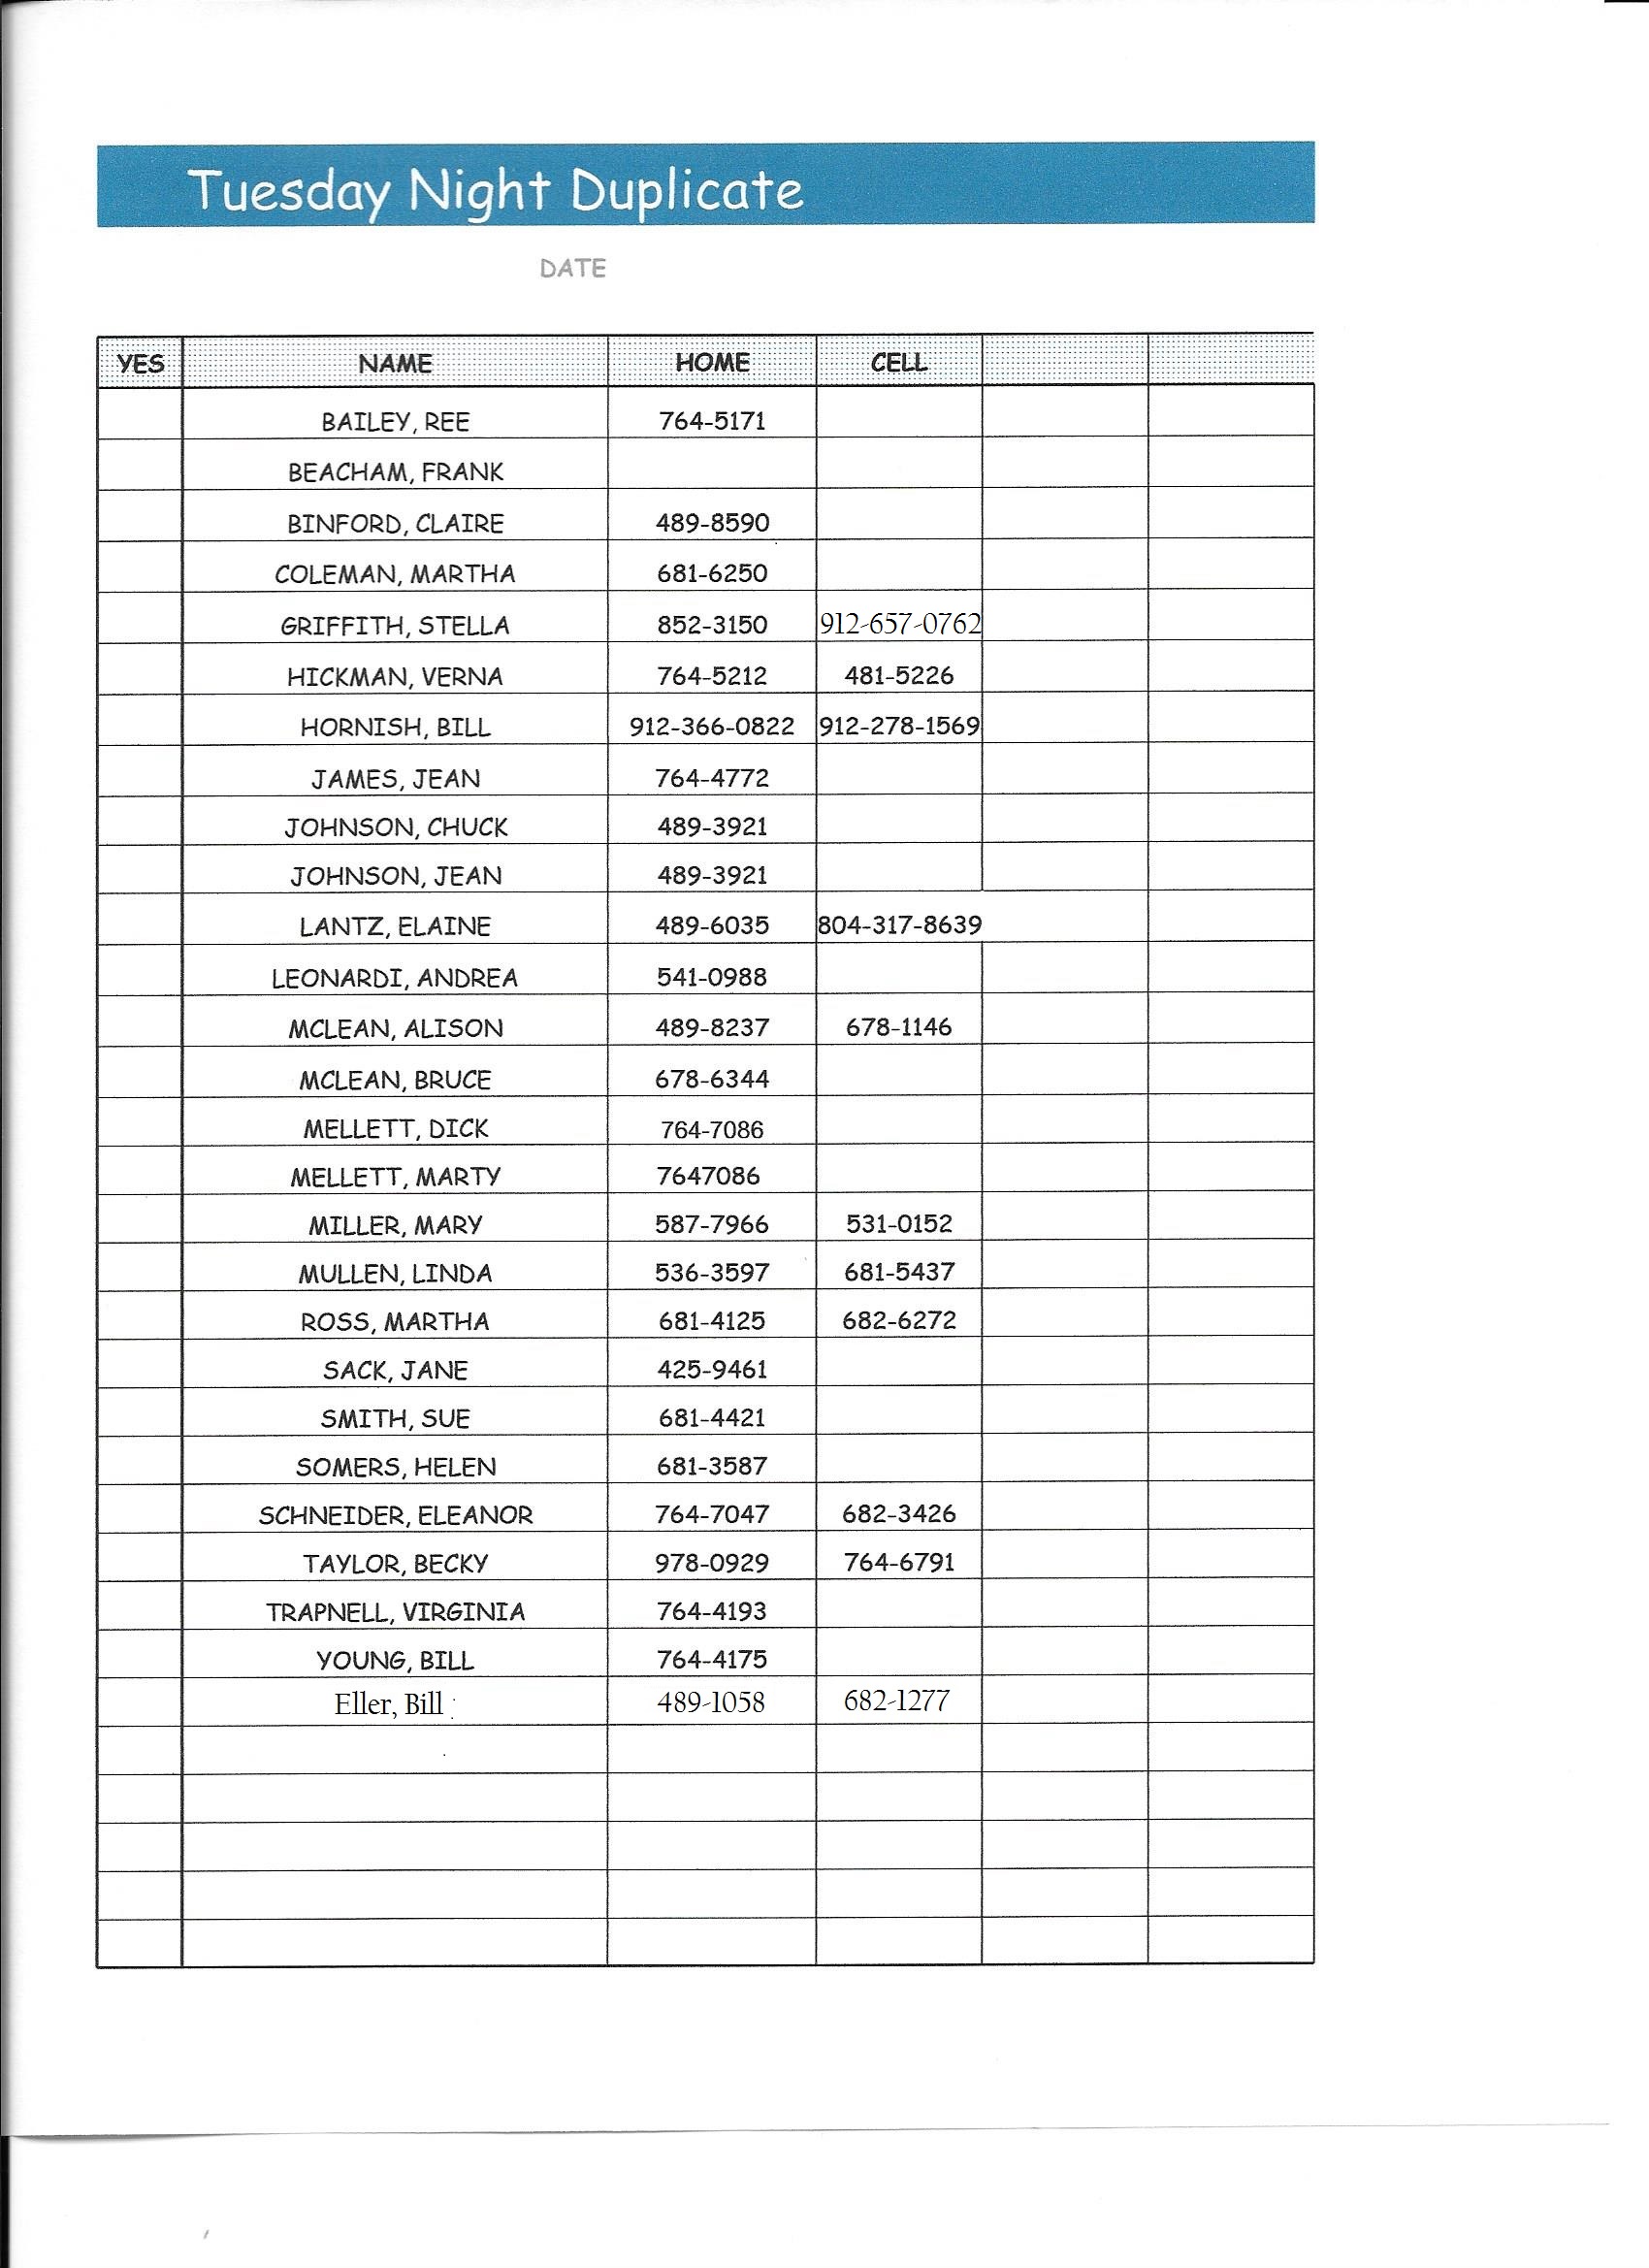 Tuesday Night Duplicate
DATE
YES NAME HOME CELL
BAILEY, REE 764-5171
BEACHAM, FRANK
BINFORD, CLAIRE 489-8590
COLEMAN, MARTHA 681-6250
GRIFFITH, STELLA 852-3150 912-657-0762
HICKMAN, VERNA 764-5212 481-5226
HORNISH, BILL 912-366-0822 912-278-1569
JAMES, JEAN 764-4772
JOHNSON, CHUCK 489-3921
JOHNSON, JEAN 489-3921
LANTZ, ELAINE 489-6035 804-317-8639
LEONARDI, ANDREA 541-0988
MCLEAN, ALISON 489-8237 678-1146
MCLEAN, BRUCE 678-6344
MELLETT, DICK 764-7086
MELLETT, MARTY 7647086
MILLER, MARY 587-7966 531-0152
MULLEN, LINDA 536-3597 681-5437
ROSS, MARTHA 681-4125 682-6272
SACK, JANE 425-9461
SMITH, SUE 681-4421
SOMERS, HELEN 681-3587
SCHNEIDER, ELEANOR 764-7047 682-3426
TAYLOR, BECKY 978-0929 764-6791
TRAPNELL, VIRGINIA 764-4193
YOUNG, BILL 764-4175
Eller, Bill 489-1058 682-1277